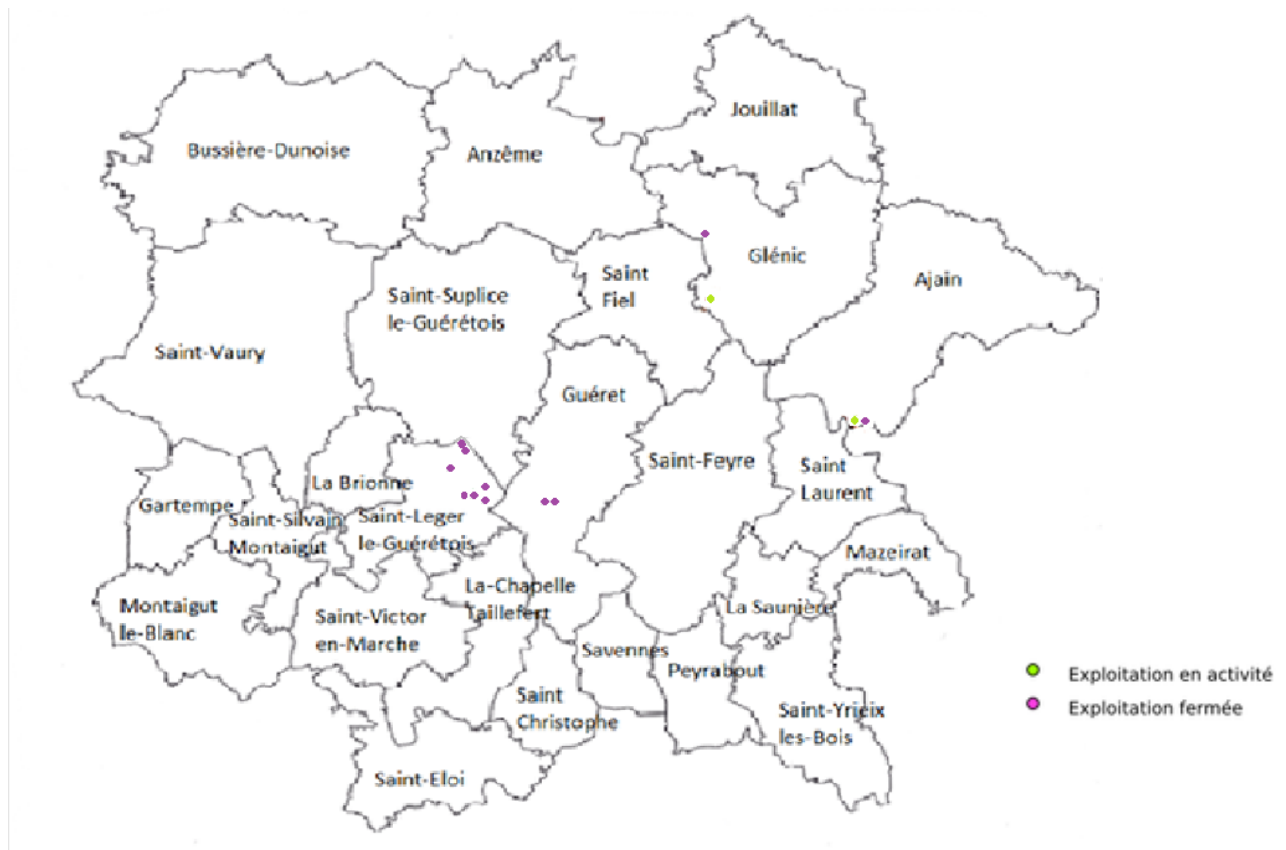 Jouillat
Bussière-Dunoise
Anzême
Glénic
Saint
Fiel
Ajain
Saint-Suplice
le-Guérétois
Saint-Vaury
Guéret
Saint-Feyre
Saint
Laurent
La Brionne
Gartempe
Saint-Silvain
Montaigut
Saint-Leger
le-Guérétois
Mazeirat
La-Chapelle
Taillefert
Montaigut
le-Blanc
La Saunière
Saint-Victor
en-Marche
Savennes
Peyrabout
Exploitation en activité
Saint
Christophe
Saint-Yrieix
les-Bois
Exploitation fermée
Saint-Eloi